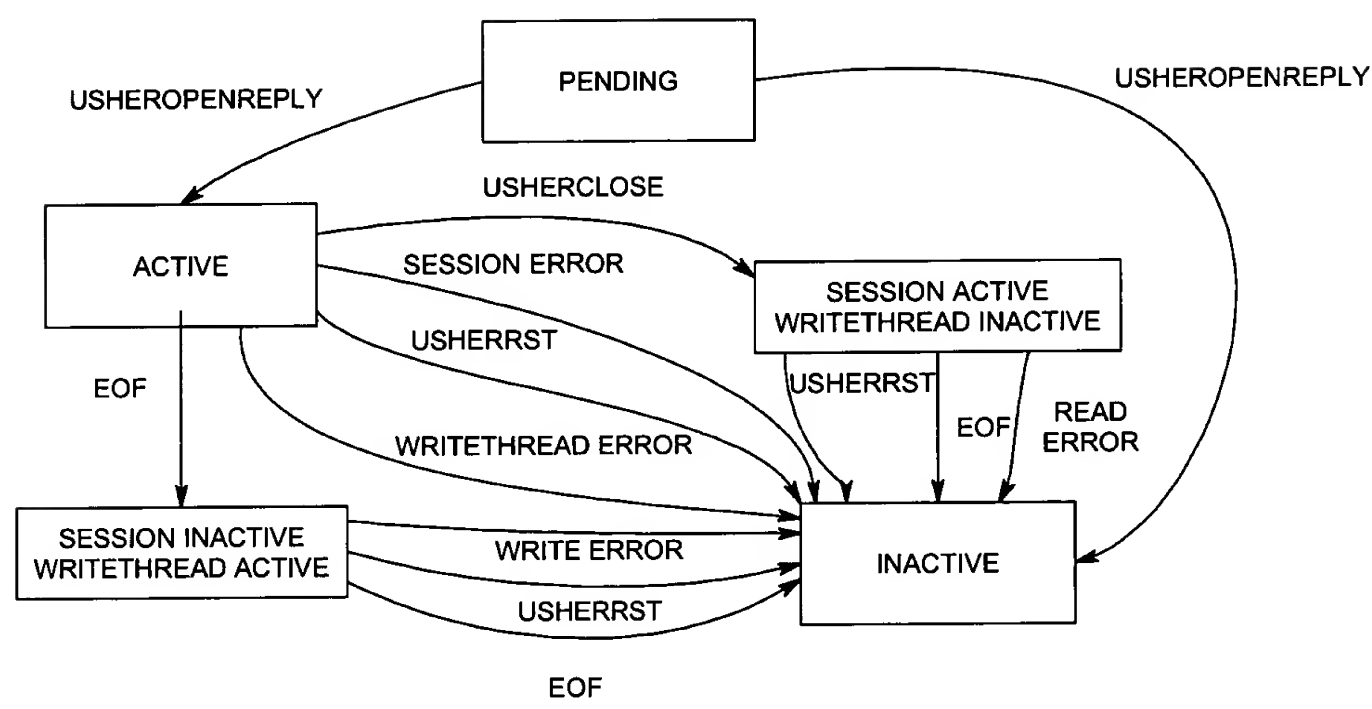 PENDING
USHEROPENREPLY
USHEROPENREPLY
USHERCLOSE
ACTIVE
SESSION ERROR
SESSION ACTIVE
WRITETHREAD INACTIVE
USHERRST
EOF
USHERRST
EOF
READ
ERROR
WRITETHREAD ERROR
SESSION INACTIVE
WRITETHREAD ACTIVE
WRITE ERROR
INACTIVE
USHERRST
EOF